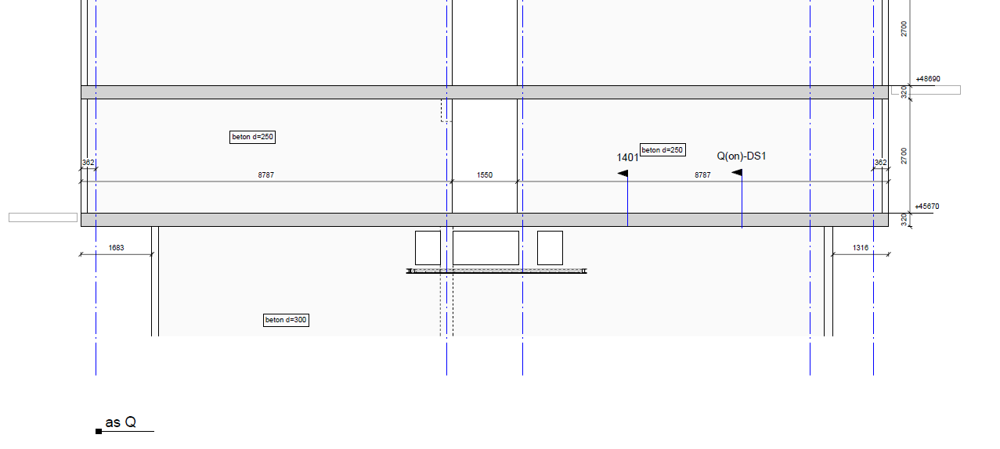 2700
+48690
320
beton d=250
beton d=250
1401
Q(on)-DS1
2700
362
362
8787
1550
8787
+45670
320
1683
1316
beton d=300
as Q